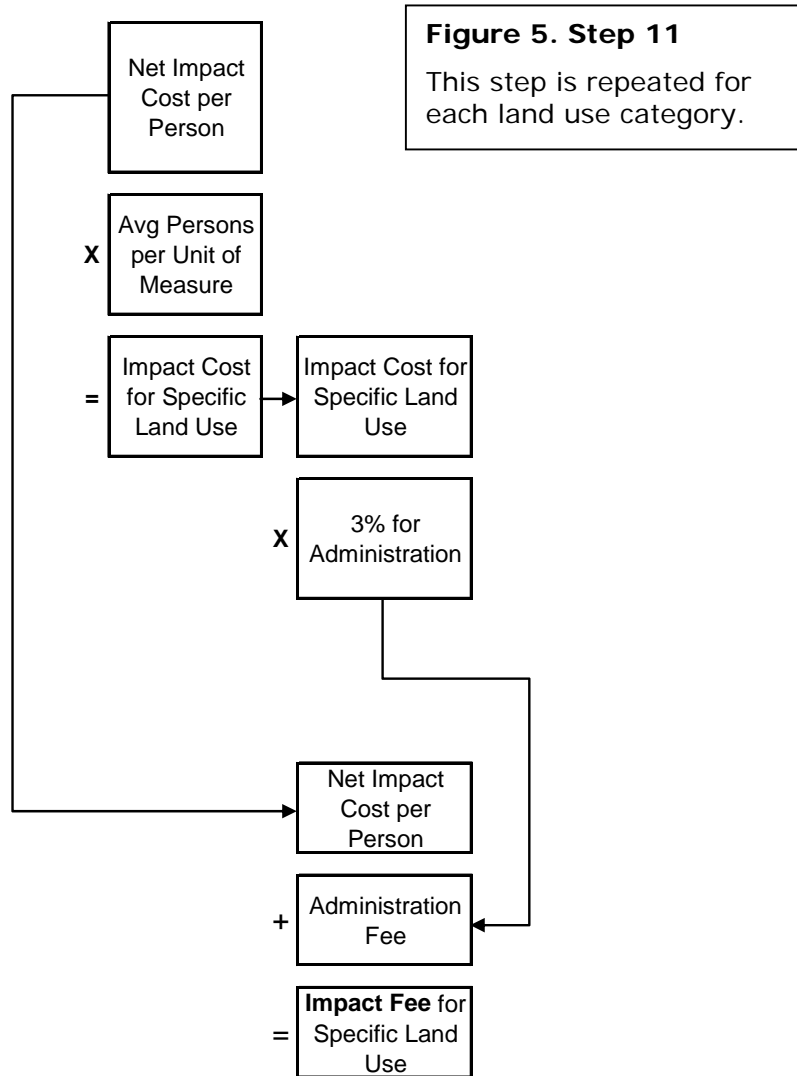 Figure 5. Step 11
This step is repeated for
each land use category.
Net Impact
Cost per
Person
X
Avg Persons
per Unit of
Measure
=
Impact Cost
for Specific
Land Use
Impact Cost for
Specific Land
Use
X
3% for
Administration
Net Impact
Cost per
Person
+
Administration
Fee
=
Impact Fee for
Specific Land
Use